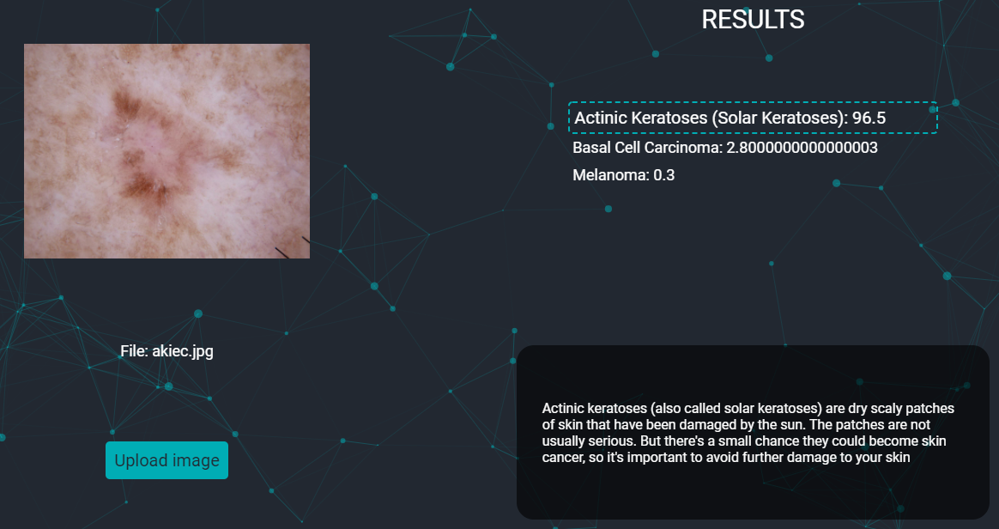 RESULTS
Actinic Keratoses (Solar Keratoses): 96.5
Basal Cell Carcinoma: 2.8000000000000003
Melanoma: 0.3
File: akiec.jpg
Upload image
Actinic keratoses (also called solar keratoses) are dry scaly patches
of skin that have been damaged by the sun. The patches are not
usually serious. But there's a small chance they could become skin
cancer, so it's important to avoid further damage to your skin